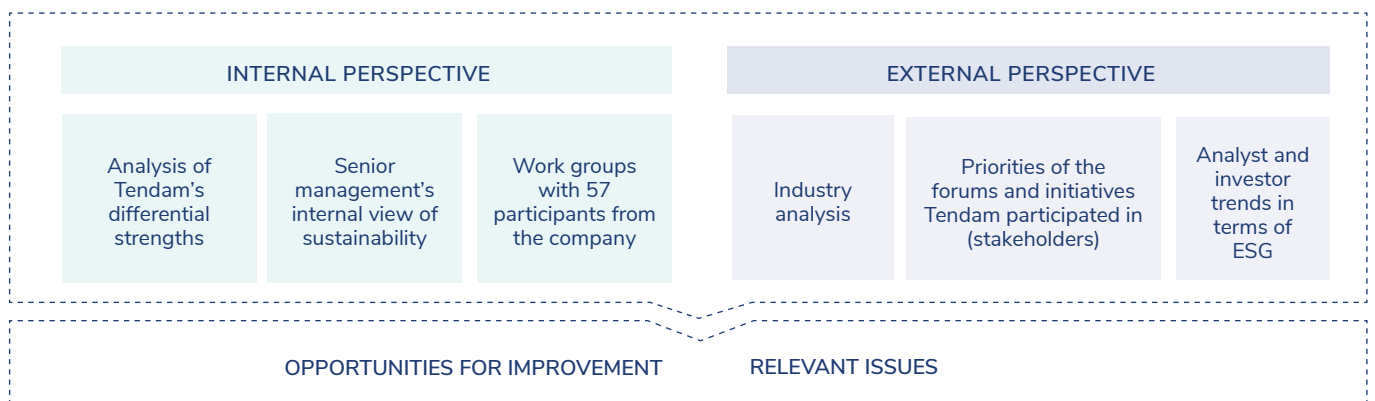 INTERNAL PERSPECTIVE
Analysis of
Tendam’s
differential
strengths
Senior
management’s
internal view of
sustainability
Work groups
with 57
participants from
the company
EXTERNAL PERSPECTIVE
Industry
analysis
Priorities of the
forums and initiatives
Tendam participated in
(stakeholders)
Analyst and
investor
trends in
terms of
ESG
OPPORTUNITIES FOR IMPROVEMENT
RELEVANT ISSUES